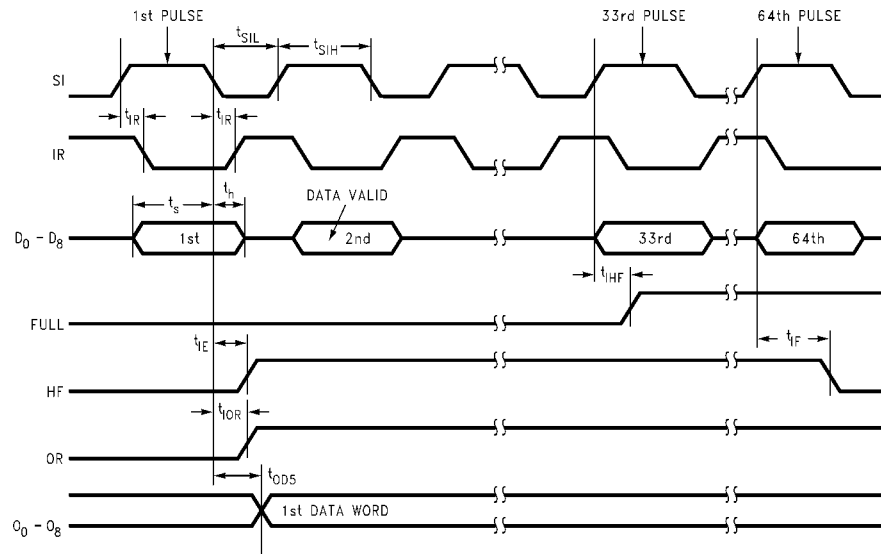 1st PULSE
33rd PULSE
64th PULSE
tSIL
tSIH
SI
tIR
tIR
IR
ts
th
DATA VALID
D0 – D8
1st
2nd
33rd
64th
tIHF
FULL
tIE
tIF
HF
tIOR
OR
tOD5
1st DATA WORD
O0 – O8